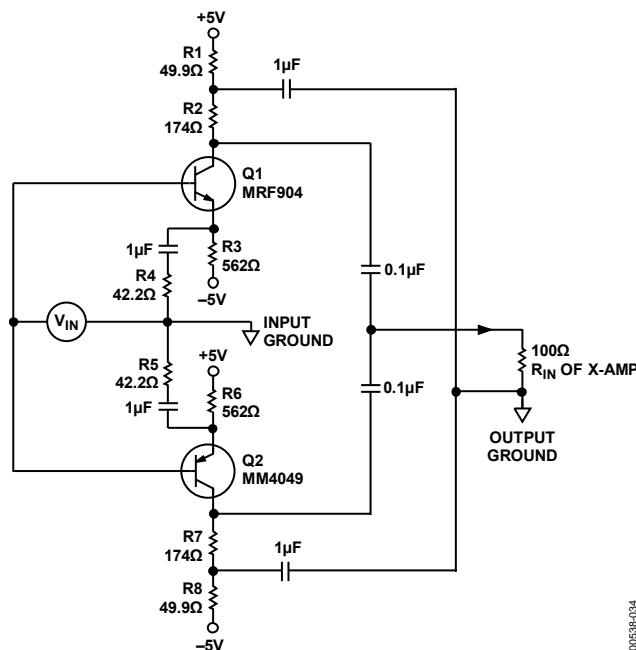 +5V
R1
49.9Ω
1µF
R2
174Ω
Q1
MRF904
1µF
R3
562Ω
R4
42.2Ω
–5V
0.1µF
VIN
INPUT
GROUND
100Ω
RIN OF X-AMP
R5
42.2Ω
+5V
R6
562Ω
1µF
0.1µF
OUTPUT
GROUND
Q2
MM4049
R7
174Ω
1µF
R8
49.9Ω
–5V
00538-034